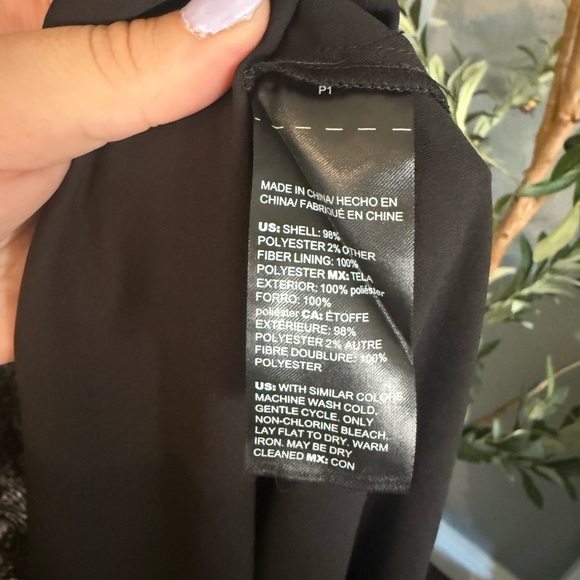 P1
MADE IN CHINA/ HECHO EN
CHINA/ FABRIQUÉ EN CHINE
US: SHELL: 98%
POLYESTER 2% OTHER
FIBER LINING: 100%
POLYESTER MX: TELA
EXTERIOR: 100% poliéster
FORRO: 100%
poliéster CA: ÉTOFFE
EXTÉRIEURE: 98%
POLYESTER 2% AUTRE
FIBRE DOUBLURE: 100%
POLYESTER
US: WITH SIMILAR COLORS
MACHINE WASH COLD,
GENTLE CYCLE. ONLY
NON-CHLORINE BLEACH.
LAY FLAT TO DRY. WARM
IRON. MAY BE DRY
CLEANED MX: CON